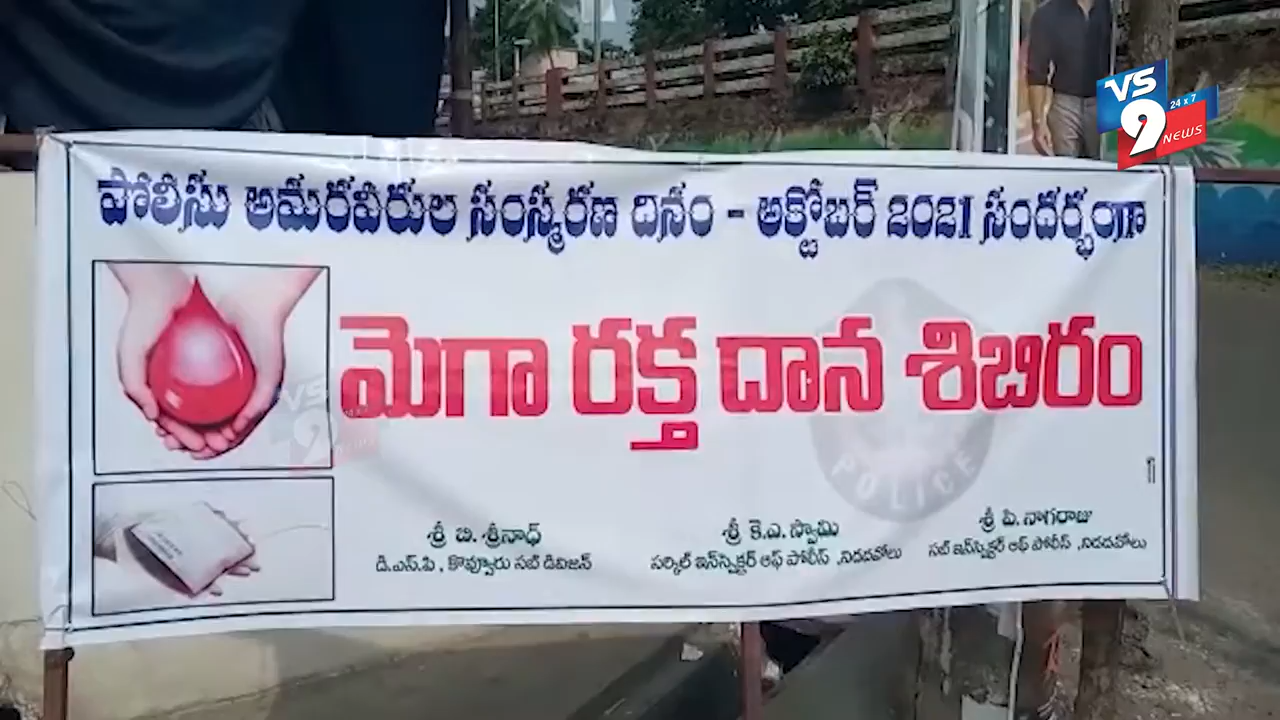 VS 9 24 x 7 NEWS
పోలీసు అమరవీరుల సంస్మరణ దినం - అక్టోబర్ 2021 సందర్భంగా
మెగా రక్త దాన శిబిరం
POLICE
శ్రీ బి. శ్రీనాధ్
డి.ఎస్.పి , కొవ్వూరు సబ్ డివిజన్
శ్రీ కె.ఎ. స్వామి
సర్కిల్ ఇన్‌స్పెక్టర్ ఆఫ్ పోలీస్ ,నిడదవోలు
శ్రీ పి. నాగరాజు
సబ్ ఇన్‌స్పెక్టర్ ఆఫ్ పోలీస్ ,నిడదవోలు